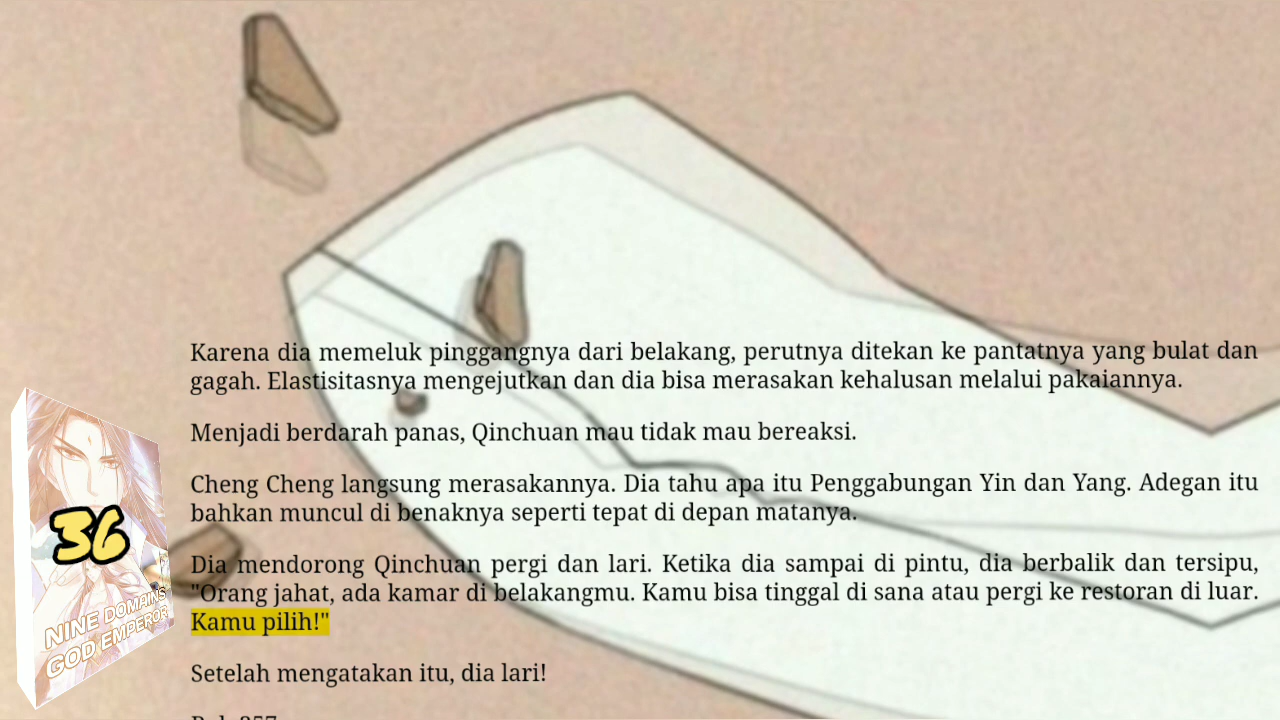 Karena dia memeluk pinggangnya dari belakang, perutnya ditekan ke pantatnya yang bulat dan
gagah. Elastisitasnya mengejutkan dan dia bisa merasakan kehalusan melalui pakaiannya.
Menjadi berdarah panas, Qinchuan mau tidak mau bereaksi.
Cheng Cheng langsung merasakannya. Dia tahu apa itu Penggabungan Yin dan Yang. Adegan itu
bahkan muncul di benaknya seperti tepat di depan matanya.
Dia mendorong Qinchuan pergi dan lari. Ketika dia sampai di pintu, dia berbalik dan tersipu,
"Orang jahat, ada kamar di belakangmu. Kamu bisa tinggal di sana atau pergi ke restoran di luar.
Kamu pilih!"
Setelah mengatakan itu, dia lari!
36
NINE DOMAINS
GOD EMPEROR